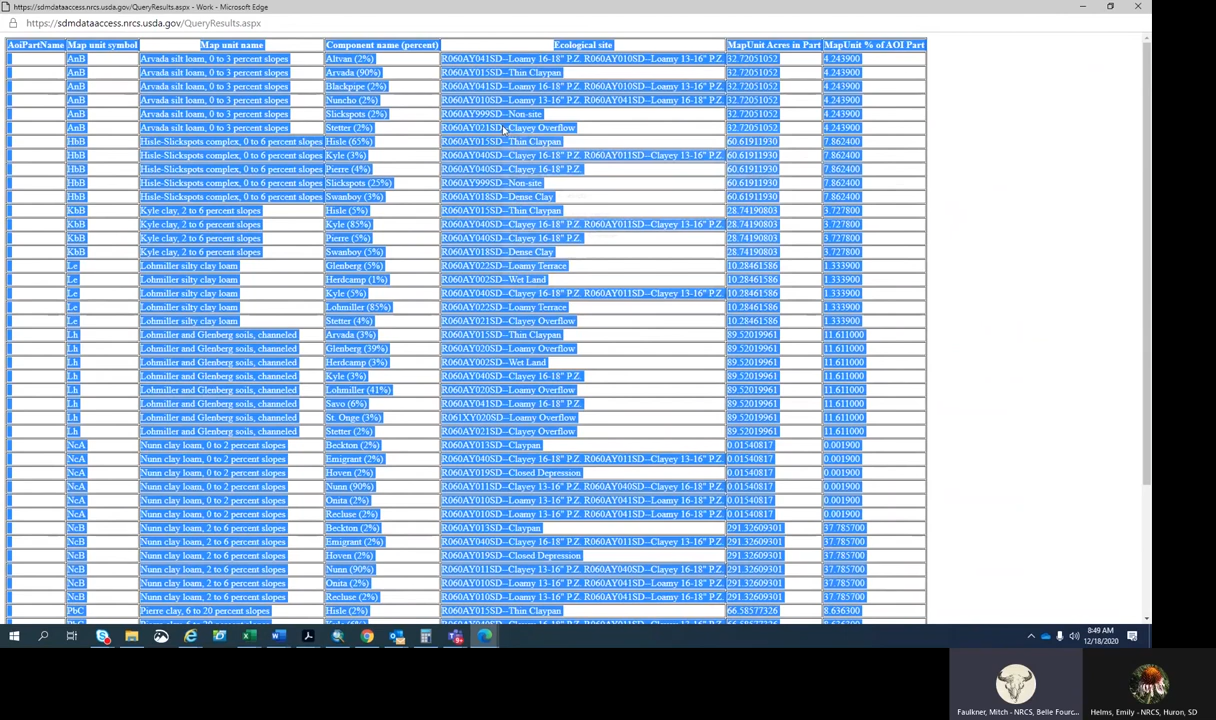 sdmdataaccess.nrcs.usda.gov/QueryResults.aspx - Work - Microsoft Edge
https://sdmdataaccess.nrcs.usda.gov/QueryResults.aspx
AoiPartName Map unit symbol Map unit name Component name (percent) Ecological site MapUnit Acres in Part MapUnit % of AOI Part
AnB Arvada silt loam, 0 to 3 percent slopes Altvan (2%) R060AY041SD--Loamy 16-18" P.Z. R060AY010SD--Loamy 13-16" P.Z. 32.72051052 4.243900
AnB Arvada silt loam, 0 to 3 percent slopes Arvada (90%) R060AY015SD--Thin Claypan 32.72051052 4.243900
AnB Arvada silt loam, 0 to 3 percent slopes Blackpipe (2%) R060AY041SD--Loamy 16-18" P.Z. R060AY010SD--Loamy 13-16" P.Z. 32.72051052 4.243900
AnB Arvada silt loam, 0 to 3 percent slopes Nuncho (2%) R060AY010SD--Loamy 13-16" P.Z. R060AY041SD--Loamy 16-18" P.Z. 32.72051052 4.243900
AnB Arvada silt loam, 0 to 3 percent slopes Slickspots (2%) R060AY999SD--Non-site 32.72051052 4.243900
AnB Arvada silt loam, 0 to 3 percent slopes Stetter (2%) R060AY021SD--Clayey Overflow 32.72051052 4.243900
HbB Hisle-Slickspots complex, 0 to 6 percent slopes Hisle (65%) R060AY015SD--Thin Claypan 60.61911930 7.862400
HbB Hisle-Slickspots complex, 0 to 6 percent slopes Kyle (3%) R060AY040SD--Clayey 16-18" P.Z. R060AY011SD--Clayey 13-16" P.Z. 60.61911930 7.862400
HbB Hisle-Slickspots complex, 0 to 6 percent slopes Pierre (4%) R060AY040SD--Clayey 16-18" P.Z. 60.61911930 7.862400
HbB Hisle-Slickspots complex, 0 to 6 percent slopes Slickspots (25%) R060AY999SD--Non-site 60.61911930 7.862400
HbB Hisle-Slickspots complex, 0 to 6 percent slopes Swanboy (3%) R060AY018SD--Dense Clay 60.61911930 7.862400
KbB Kyle clay, 2 to 6 percent slopes Hisle (5%) R060AY015SD--Thin Claypan 28.74190803 3.727800
KbB Kyle clay, 2 to 6 percent slopes Kyle (85%) R060AY040SD--Clayey 16-18" P.Z. R060AY011SD--Clayey 13-16" P.Z. 28.74190803 3.727800
KbB Kyle clay, 2 to 6 percent slopes Pierre (5%) R060AY040SD--Clayey 16-18" P.Z. 28.74190803 3.727800
KbB Kyle clay, 2 to 6 percent slopes Swanboy (5%) R060AY018SD--Dense Clay 28.74190803 3.727800
Le Lohmiller silty clay loam Glenberg (5%) R060AY022SD--Loamy Terrace 10.28461586 1.333900
Le Lohmiller silty clay loam Herdcamp (1%) R060AY002SD--Wet Land 10.28461586 1.333900
Le Lohmiller silty clay loam Kyle (5%) R060AY040SD--Clayey 16-18" P.Z. R060AY011SD--Clayey 13-16" P.Z. 10.28461586 1.333900
Le Lohmiller silty clay loam Lohmiller (85%) R060AY022SD--Loamy Terrace 10.28461586 1.333900
Le Lohmiller silty clay loam Stetter (4%) R060AY021SD--Clayey Overflow 10.28461586 1.333900
Lh Lohmiller and Glenberg soils, channeled Arvada (3%) R060AY015SD--Thin Claypan 89.52019961 11.611000
Lh Lohmiller and Glenberg soils, channeled Glenberg (39%) R060AY020SD--Loamy Overflow 89.52019961 11.611000
Lh Lohmiller and Glenberg soils, channeled Herdcamp (3%) R060AY002SD--Wet Land 89.52019961 11.611000
Lh Lohmiller and Glenberg soils, channeled Kyle (3%) R060AY040SD--Clayey 16-18" P.Z. 89.52019961 11.611000
Lh Lohmiller and Glenberg soils, channeled Lohmiller (41%) R060AY020SD--Loamy Overflow 89.52019961 11.611000
Lh Lohmiller and Glenberg soils, channeled Savo (6%) R060AY041SD--Loamy 16-18" P.Z. 89.52019961 11.611000
Lh Lohmiller and Glenberg soils, channeled St. Onge (3%) R061XY020SD--Loamy Overflow 89.52019961 11.611000
Lh Lohmiller and Glenberg soils, channeled Stetter (2%) R060AY021SD--Clayey Overflow 89.52019961 11.611000
NcA Nunn clay loam, 0 to 2 percent slopes Beckton (2%) R060AY013SD--Claypan 0.01540817 0.001900
NcA Nunn clay loam, 0 to 2 percent slopes Emigrant (2%) R060AY040SD--Clayey 16-18" P.Z. R060AY011SD--Clayey 13-16" P.Z. 0.01540817 0.001900
NcA Nunn clay loam, 0 to 2 percent slopes Hoven (2%) R060AY019SD--Closed Depression 0.01540817 0.001900
NcA Nunn clay loam, 0 to 2 percent slopes Nunn (90%) R060AY011SD--Clayey 13-16" P.Z. R060AY040SD--Clayey 16-18" P.Z. 0.01540817 0.001900
NcA Nunn clay loam, 0 to 2 percent slopes Onita (2%) R060AY010SD--Loamy 13-16" P.Z. R060AY041SD--Loamy 16-18" P.Z. 0.01540817 0.001900
NcA Nunn clay loam, 0 to 2 percent slopes Recluse (2%) R060AY010SD--Loamy 13-16" P.Z. R060AY041SD--Loamy 16-18" P.Z. 0.01540817 0.001900
NcB Nunn clay loam, 2 to 6 percent slopes Beckton (2%) R060AY013SD--Claypan 291.32609301 37.785700
NcB Nunn clay loam, 2 to 6 percent slopes Emigrant (2%) R060AY040SD--Clayey 16-18" P.Z. R060AY011SD--Clayey 13-16" P.Z. 291.32609301 37.785700
NcB Nunn clay loam, 2 to 6 percent slopes Hoven (2%) R060AY019SD--Closed Depression 291.32609301 37.785700
NcB Nunn clay loam, 2 to 6 percent slopes Nunn (90%) R060AY011SD--Clayey 13-16" P.Z. R060AY040SD--Clayey 16-18" P.Z. 291.32609301 37.785700
NcB Nunn clay loam, 2 to 6 percent slopes Onita (2%) R060AY010SD--Loamy 13-16" P.Z. R060AY041SD--Loamy 16-18" P.Z. 291.32609301 37.785700
NcB Nunn clay loam, 2 to 6 percent slopes Recluse (2%) R060AY010SD--Loamy 13-16" P.Z. R060AY041SD--Loamy 16-18" P.Z. 291.32609301 37.785700
PbC Pierre clay, 6 to 20 percent slopes Hisle (2%) R060AY015SD--Thin Claypan 66.58577326 8.636300
8:49 AM
12/18/2020
Faulkner, Mitch - NRCS, Belle Fourc...
Helms, Emily - NRCS, Huron, SD